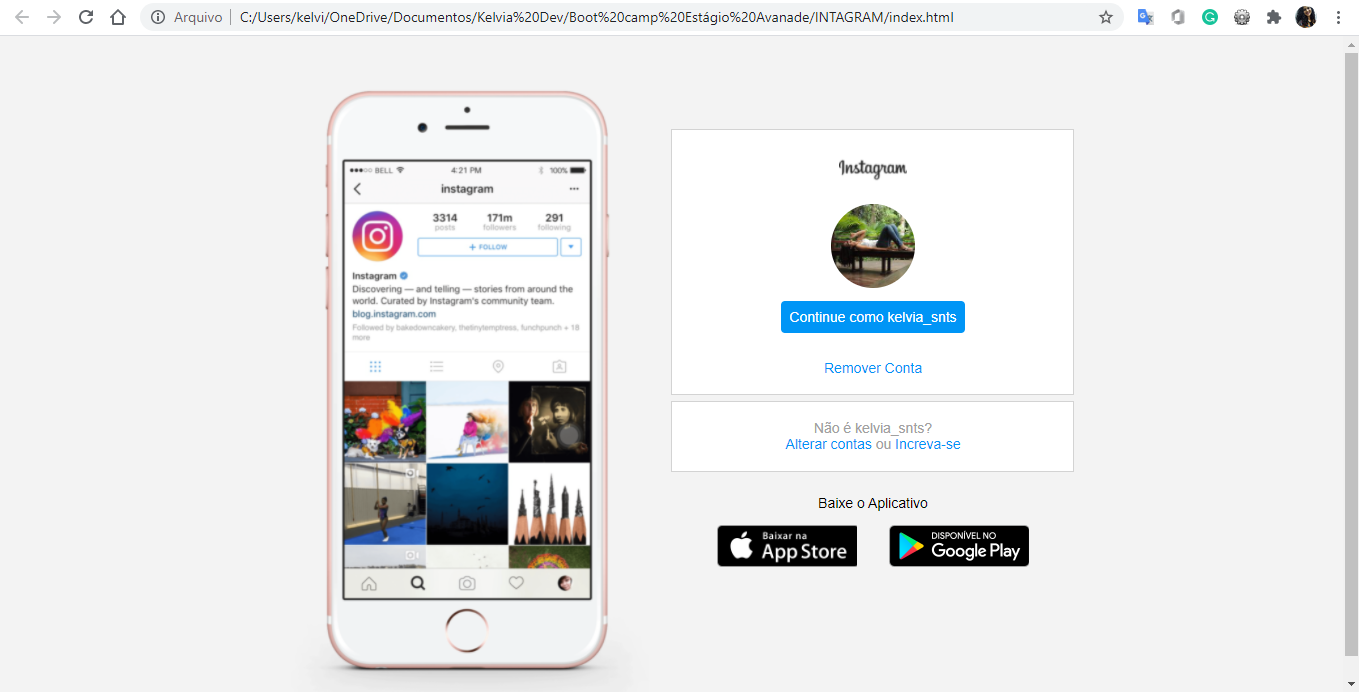 Arquivo
C:/Users/kelvi/OneDrive/Documentos/Kelvia%20Dev/Boot%20camp%20Estágio%20Avanade/INTAGRAM/index.html
BELL 4:21 PM 100%
instagram
3314 171m 291
posts followers following
+ FOLLOW
Instagram
Discovering — and telling — stories from around the
world. Curated by Instagram's community team.
blog.instagram.com
Followed by bakedowncakery, thetinytemptress, funchpunch + 18
more
Instagram
Continue como kelvia_snts
Remover Conta
Não é kelvia_snts?
Alterar contas ou Increva-se
Baixe o Aplicativo
Baixar na
App Store
DISPONÍVEL NO
Google Play